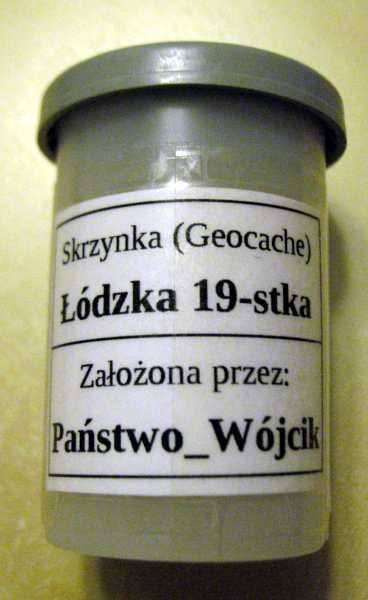 Skrzynka (Geocache)
Łódzka 19-stka
Założona przez:
Państwo_Wójcik